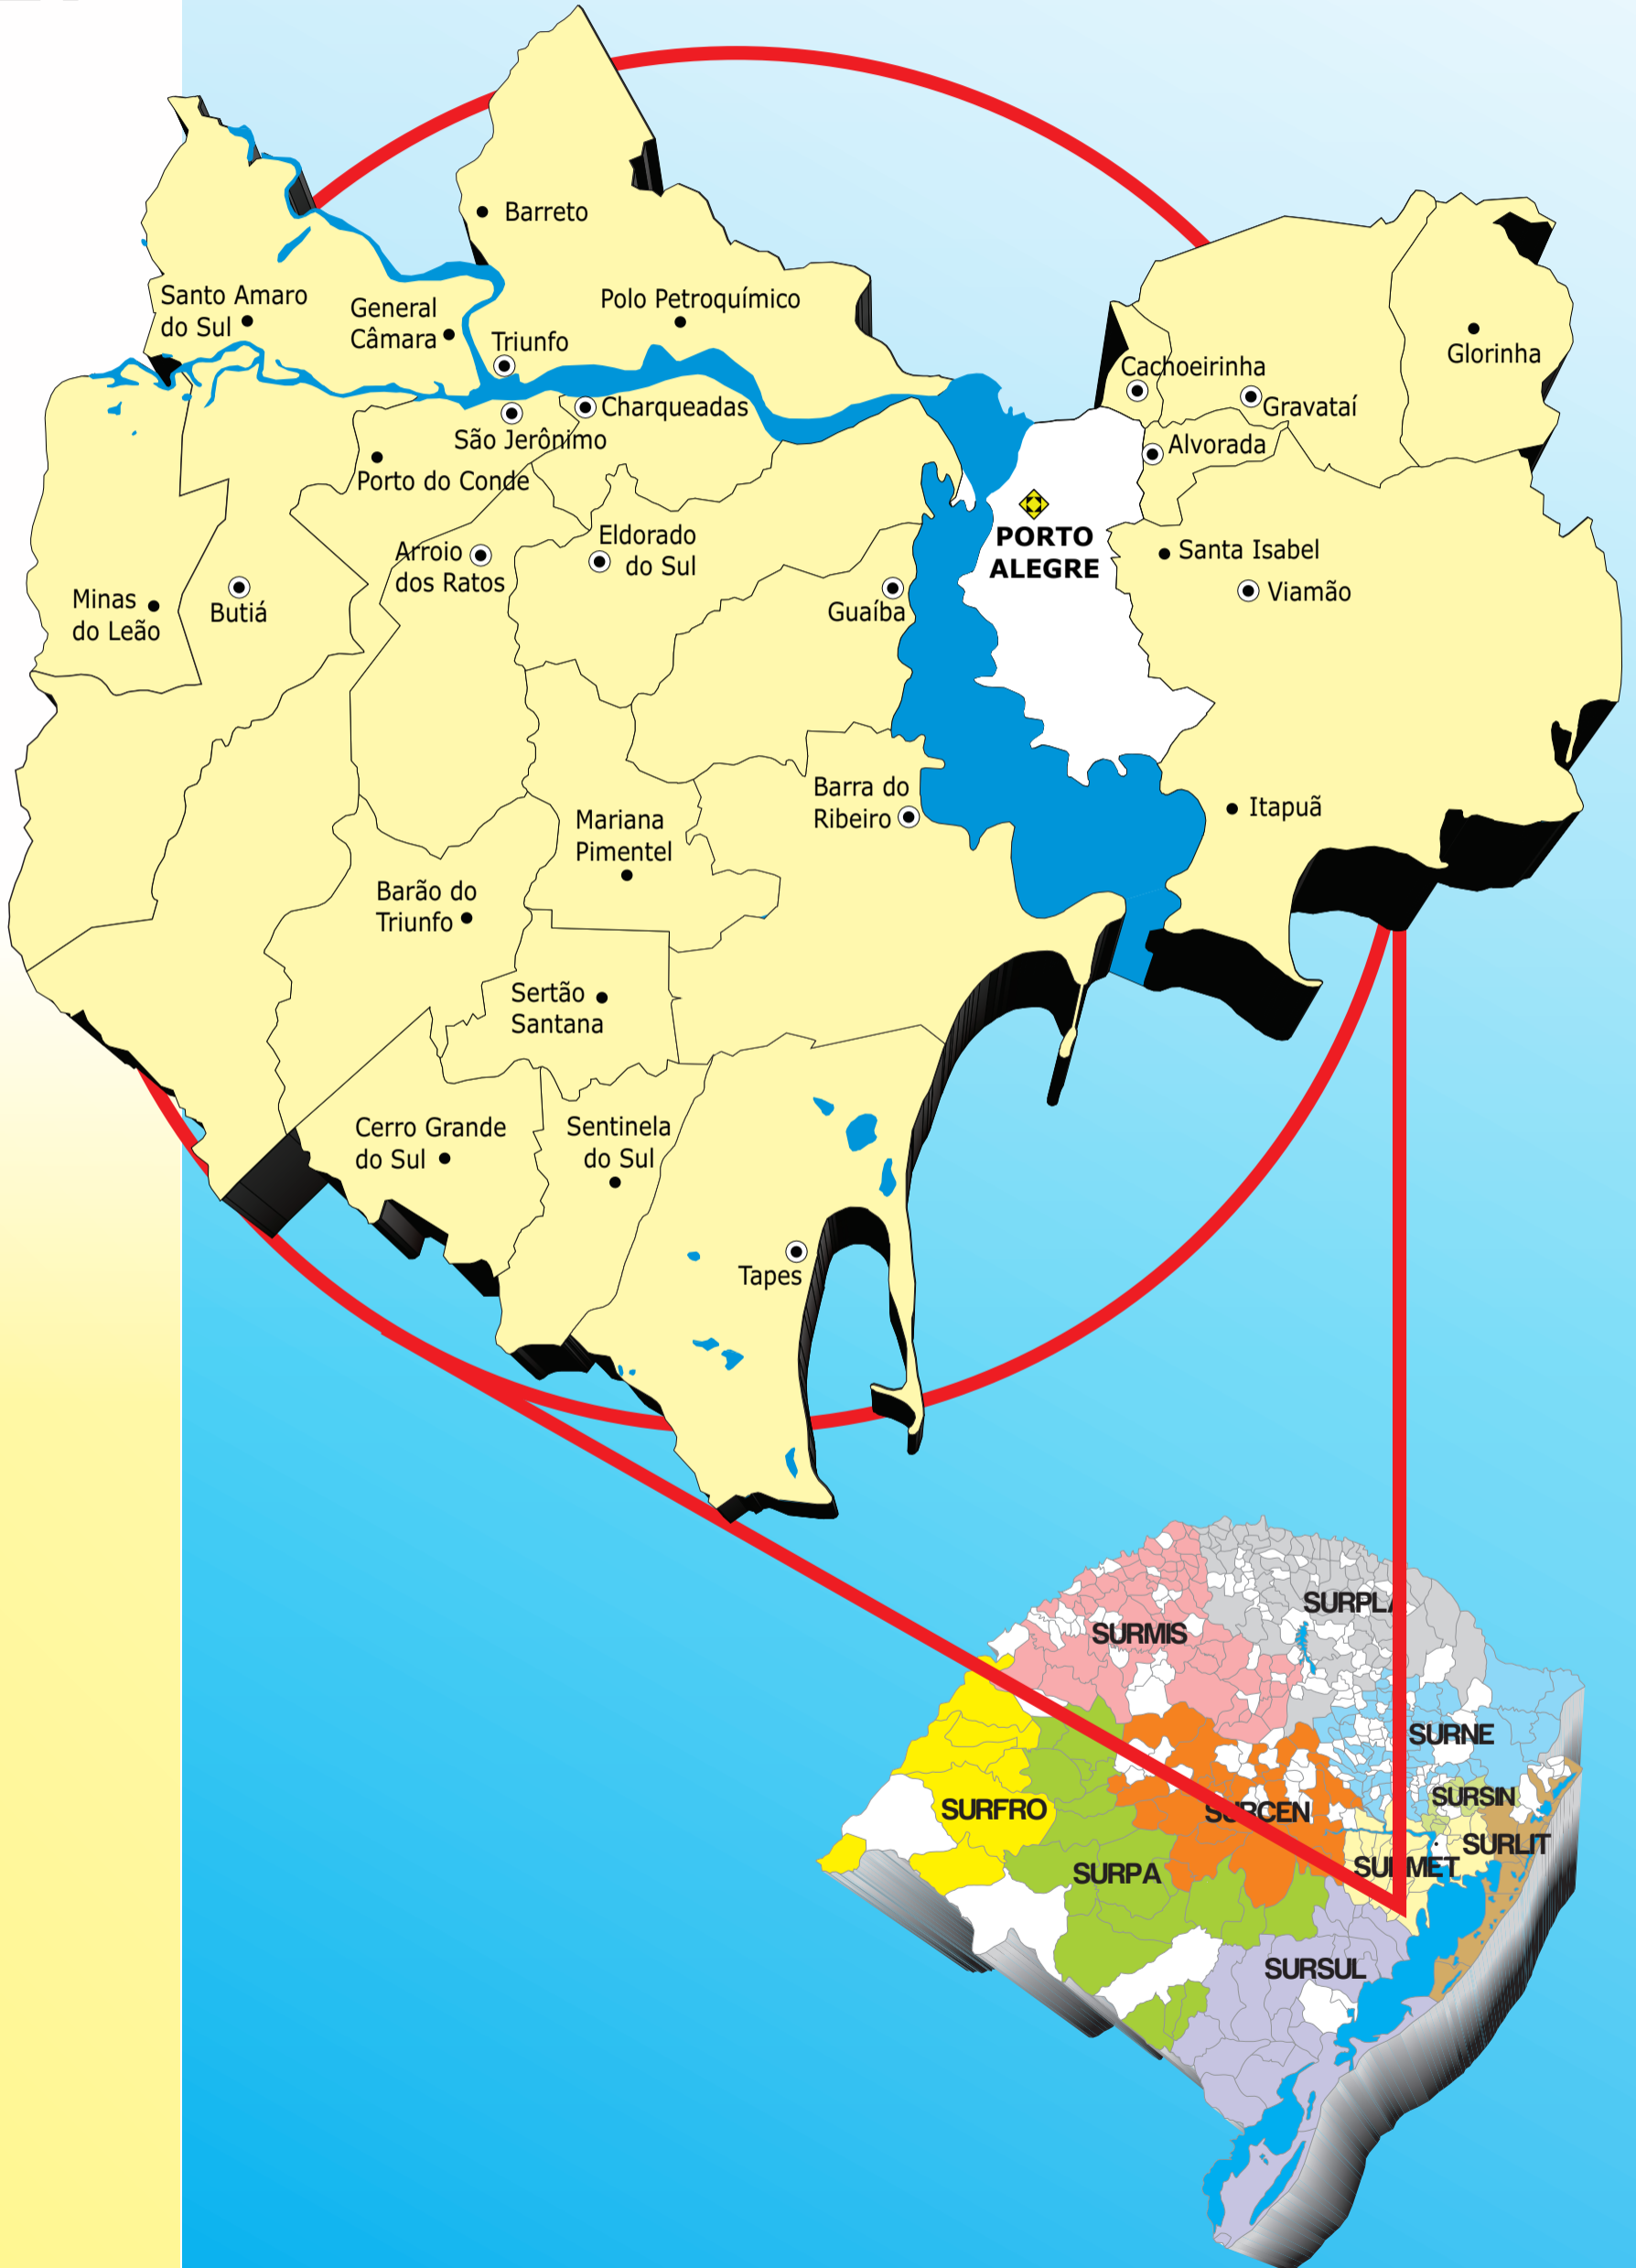 Barreto
Santo Amaro
do Sul
General
Câmara
Triunfo
Polo Petroquímico
Cachoeirinha
Glorinha
Gravataí
Charqueadas
São Jerônimo
Alvorada
Porto do Conde
Arroio
dos Ratos
Eldorado
do Sul
PORTO
ALEGRE
Santa Isabel
Viamão
Minas
do Leão
Butiá
Guaíba
Barra do
Ribeiro
Itapuã
Mariana
Pimentel
Barão do
Triunfo
Sertão
Santana
Cerro Grande
do Sul
Sentinela
do Sul
Tapes
SURPLA
SURMIS
SURNE
SURSIN
SURFRO
SURCEN
SURLIT
SURMET
SURPA
SURSUL